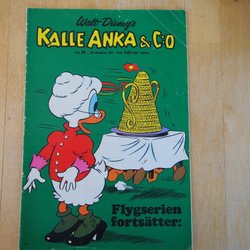 Walt Disney's
KALLE ANKA & C:O
Flygserien
fortsätter: